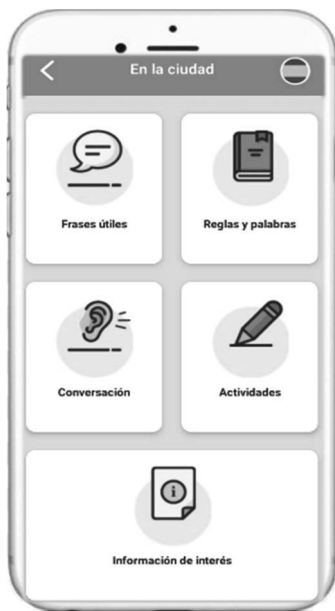 En la ciudad
Frases útiles
Reglas y palabras
Conversación
Actividades
Información de interés